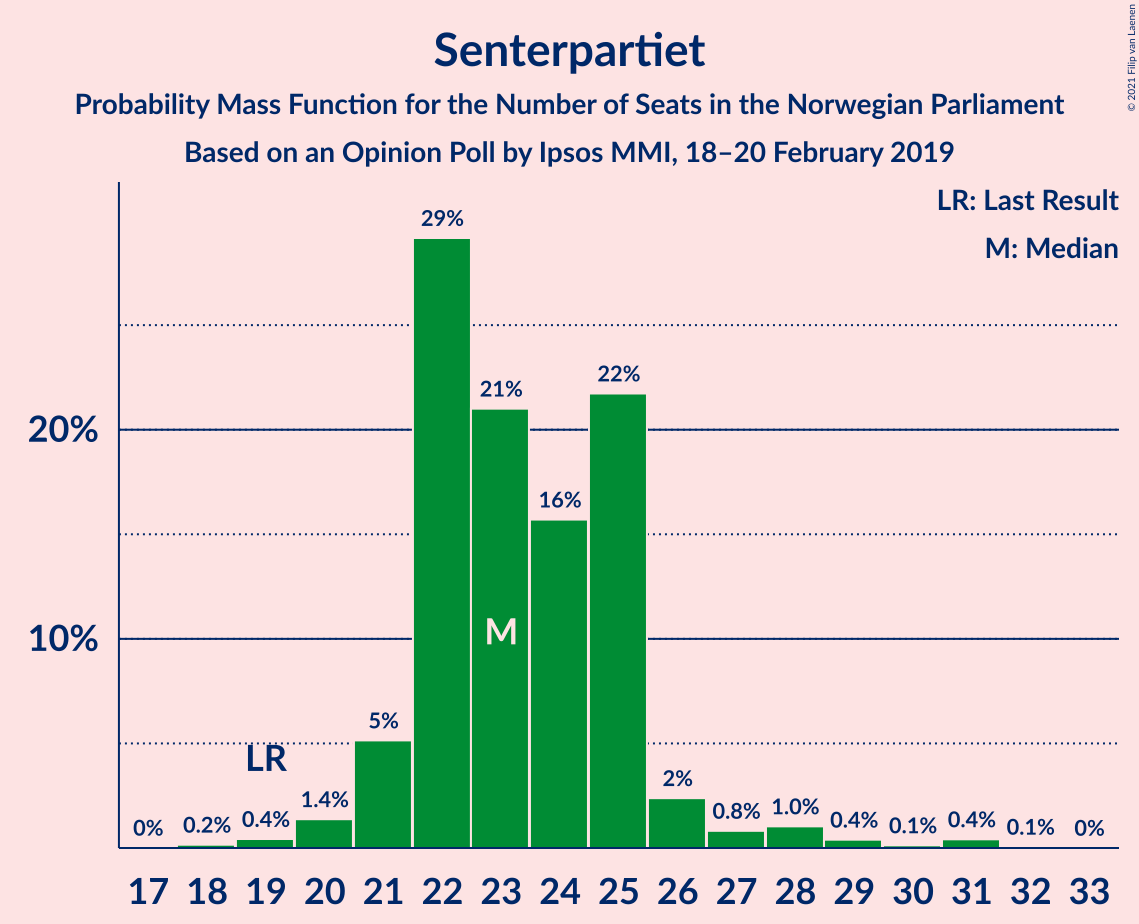 Senterpartiet
Probability Mass Function for the Number of Seats in the Norwegian Parliament
Based on an Opinion Poll by Ipsos MMI, 18–20 February 2019
© 2021 Filip van Laenen
LR: Last Result
M: Median
29%
21%
22%
20%
16%
10%
M
5%
LR
2%
0% 0.2% 0.4% 1.4% 0.8% 1.0% 0.4% 0.1% 0.4% 0.1% 0%
17 18 19 20 21 22 23 24 25 26 27 28 29 30 31 32 33